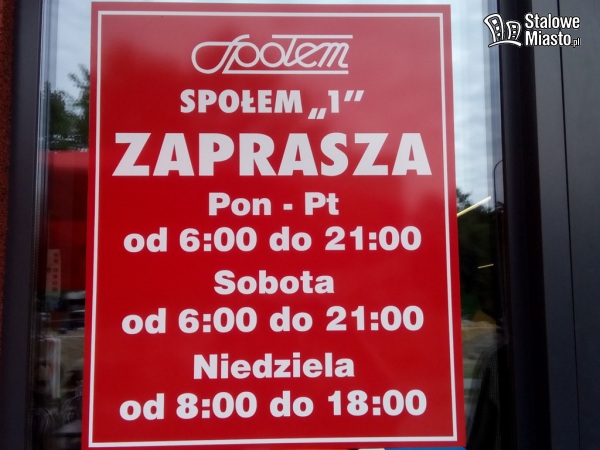 Stalowe
Miasto.pl
Społem
SPOŁEM „1”
ZAPRASZA
Pon - Pt
od 6:00 do 21:00
Sobota
od 6:00 do 21:00
Niedziela
od 8:00 do 18:00